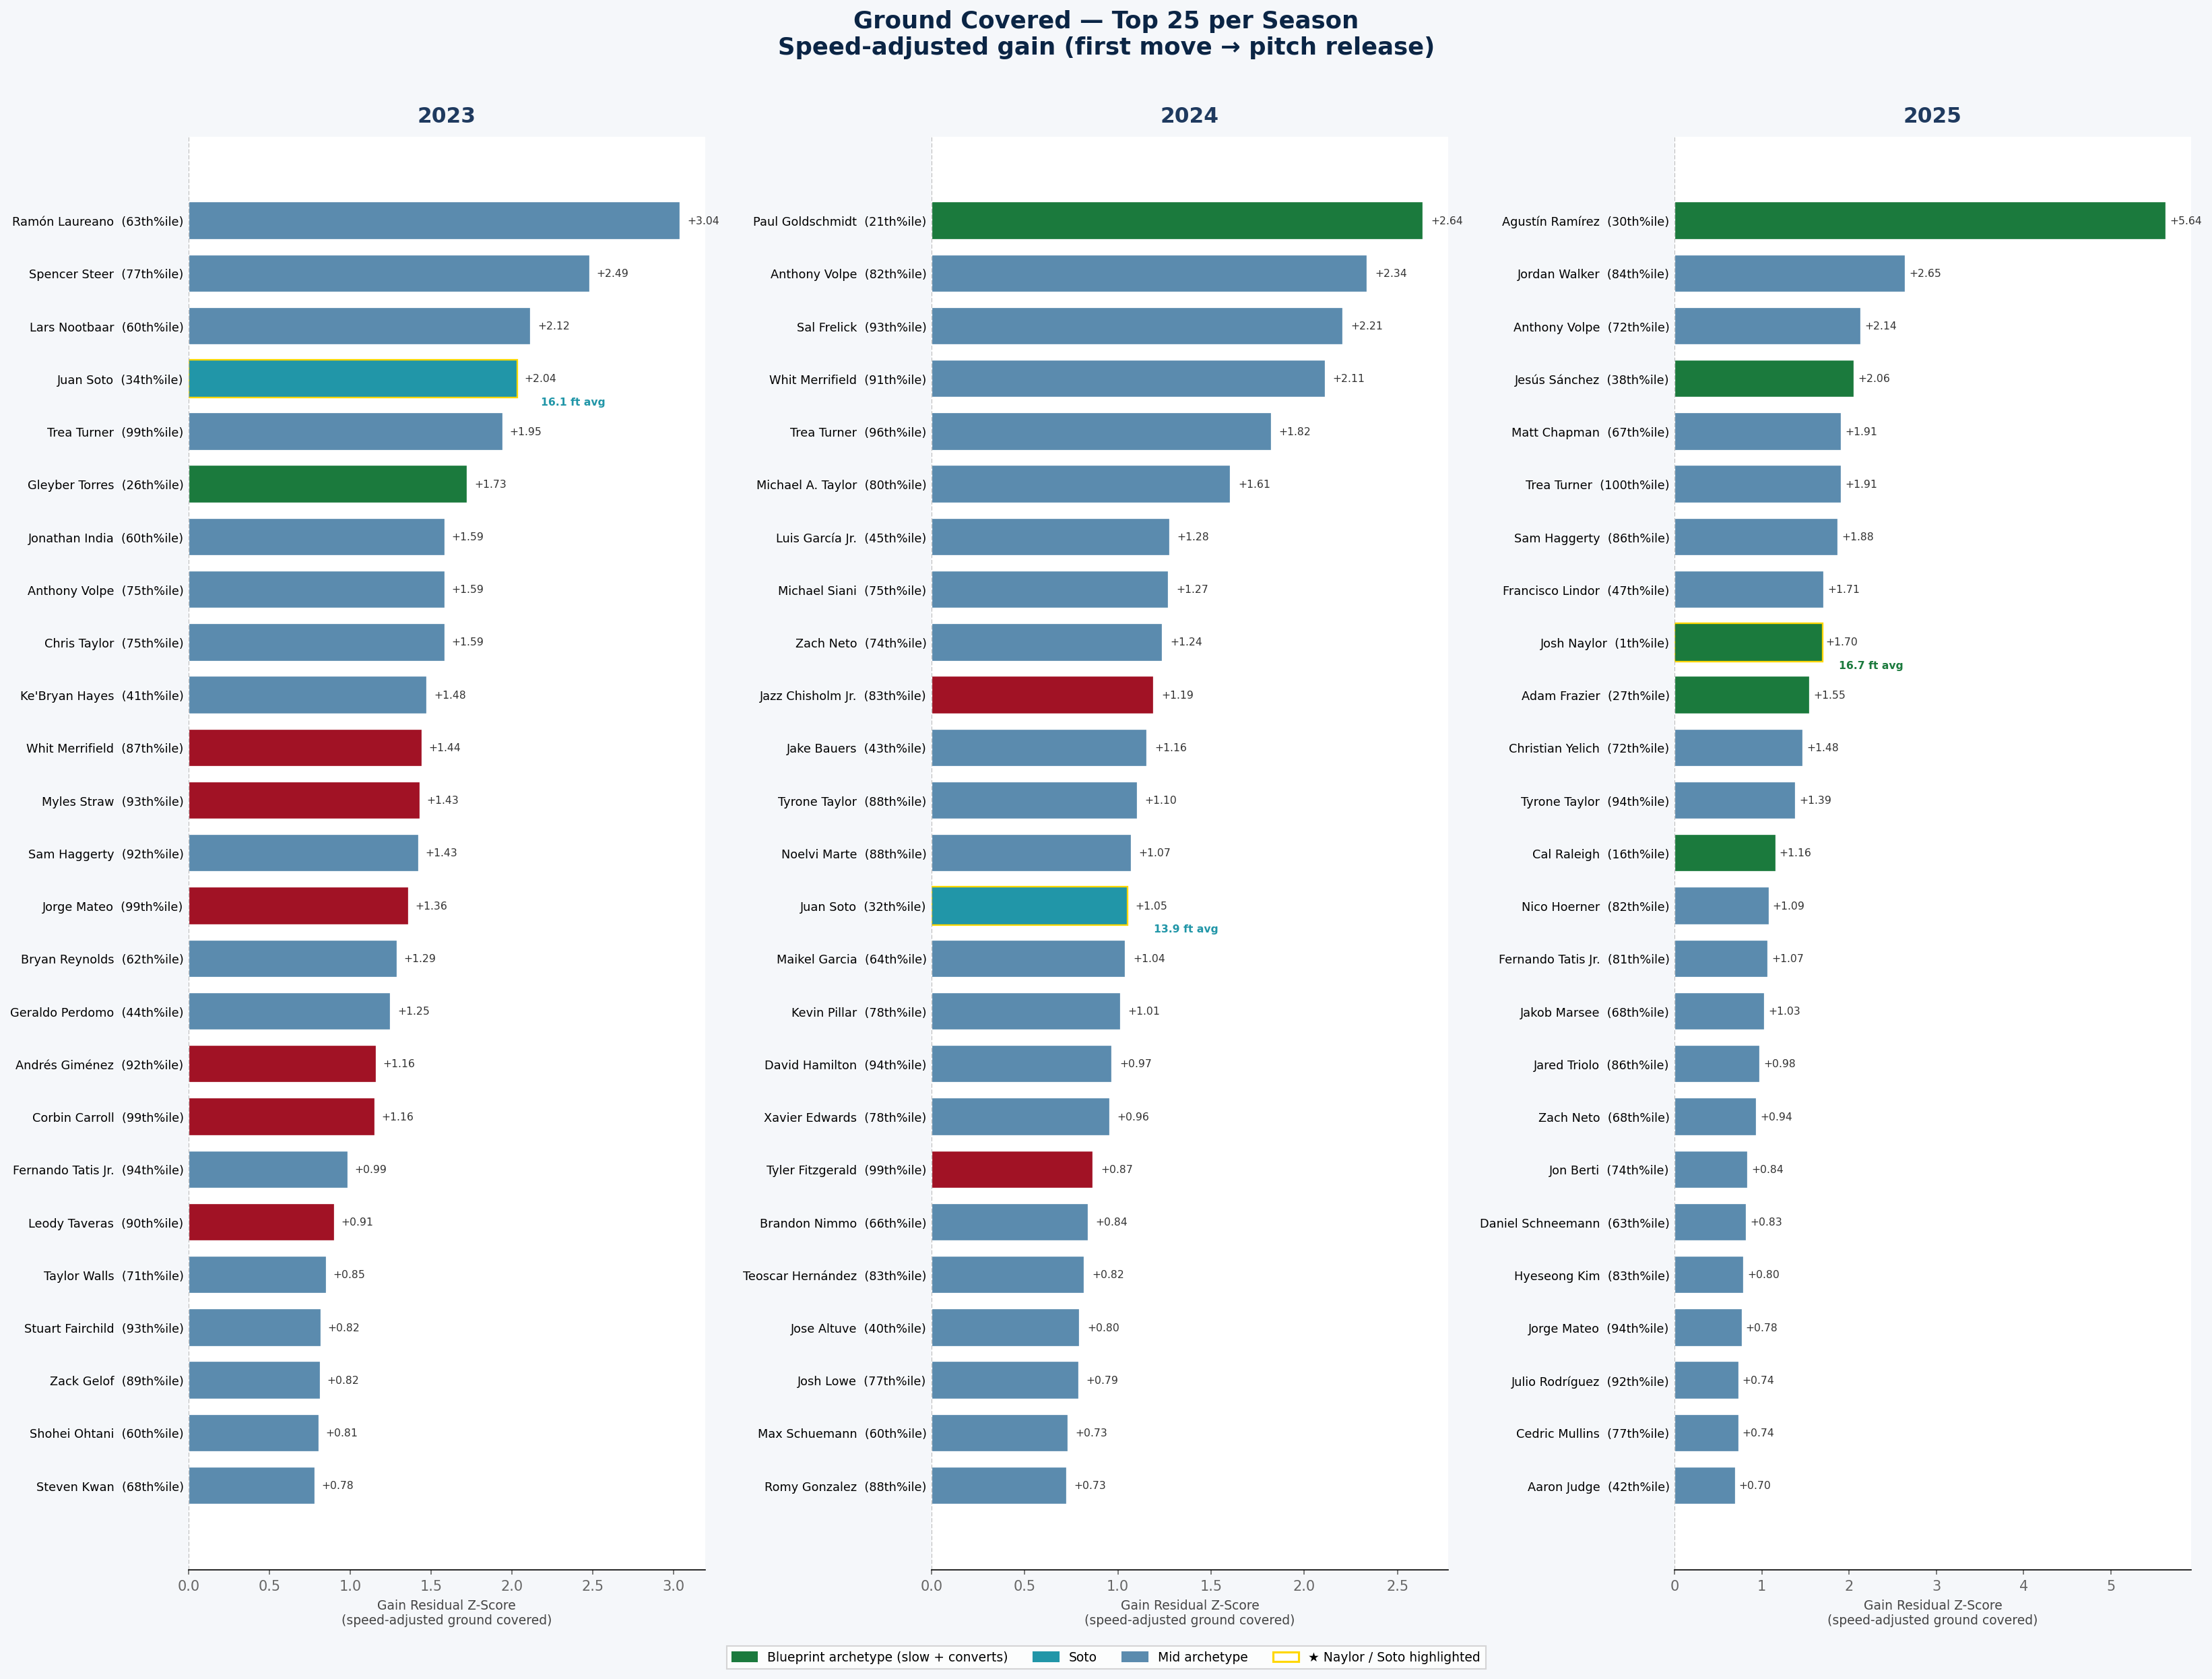 Ground Covered — Top 25 per Season
Speed-adjusted gain (first move → pitch release)
2023
Ramón Laureano (63th%ile) +3.04
Spencer Steer (77th%ile) +2.49
Lars Nootbaar (60th%ile) +2.12
Juan Soto (34th%ile) +2.04
16.1 ft avg
Trea Turner (99th%ile) +1.95
Gleyber Torres (26th%ile) +1.73
Jonathan India (60th%ile) +1.59
Anthony Volpe (75th%ile) +1.59
Chris Taylor (75th%ile) +1.59
Ke'Bryan Hayes (41th%ile) +1.48
Whit Merrifield (87th%ile) +1.44
Myles Straw (93th%ile) +1.43
Sam Haggerty (92th%ile) +1.43
Jorge Mateo (99th%ile) +1.36
Bryan Reynolds (62th%ile) +1.29
Geraldo Perdomo (44th%ile) +1.25
Andrés Giménez (92th%ile) +1.16
Corbin Carroll (99th%ile) +1.16
Fernando Tatis Jr. (94th%ile) +0.99
Leody Taveras (90th%ile) +0.91
Taylor Walls (71th%ile) +0.85
Stuart Fairchild (93th%ile) +0.82
Zack Gelof (89th%ile) +0.82
Shohei Ohtani (60th%ile) +0.81
Steven Kwan (68th%ile) +0.78
0.0 0.5 1.0 1.5 2.0 2.5 3.0
Gain Residual Z-Score
(speed-adjusted ground covered)
2024
Paul Goldschmidt (21th%ile) +2.64
Anthony Volpe (82th%ile) +2.34
Sal Frelick (93th%ile) +2.21
Whit Merrifield (91th%ile) +2.11
Trea Turner (96th%ile) +1.82
Michael A. Taylor (80th%ile) +1.61
Luis García Jr. (45th%ile) +1.28
Michael Siani (75th%ile) +1.27
Zach Neto (74th%ile) +1.24
Jazz Chisholm Jr. (83th%ile) +1.19
Jake Bauers (43th%ile) +1.16
Tyrone Taylor (88th%ile) +1.10
Noelvi Marte (88th%ile) +1.07
Juan Soto (32th%ile) +1.05
13.9 ft avg
Maikel Garcia (64th%ile) +1.04
Kevin Pillar (78th%ile) +1.01
David Hamilton (94th%ile) +0.97
Xavier Edwards (78th%ile) +0.96
Tyler Fitzgerald (99th%ile) +0.87
Brandon Nimmo (66th%ile) +0.84
Teoscar Hernández (83th%ile) +0.82
Jose Altuve (40th%ile) +0.80
Josh Lowe (77th%ile) +0.79
Max Schuemann (60th%ile) +0.73
Romy Gonzalez (88th%ile) +0.73
0.0 0.5 1.0 1.5 2.0 2.5
Gain Residual Z-Score
(speed-adjusted ground covered)
2025
Agustín Ramírez (30th%ile) +5.64
Jordan Walker (84th%ile) +2.65
Anthony Volpe (72th%ile) +2.14
Jesús Sánchez (38th%ile) +2.06
Matt Chapman (67th%ile) +1.91
Trea Turner (100th%ile) +1.91
Sam Haggerty (86th%ile) +1.88
Francisco Lindor (47th%ile) +1.71
Josh Naylor (1th%ile) +1.70
16.7 ft avg
Adam Frazier (27th%ile) +1.55
Christian Yelich (72th%ile) +1.48
Tyrone Taylor (94th%ile) +1.39
Cal Raleigh (16th%ile) +1.16
Nico Hoerner (82th%ile) +1.09
Fernando Tatis Jr. (81th%ile) +1.07
Jakob Marsee (68th%ile) +1.03
Jared Triolo (86th%ile) +0.98
Zach Neto (68th%ile) +0.94
Jon Berti (74th%ile) +0.84
Daniel Schneemann (63th%ile) +0.83
Hyeseong Kim (83th%ile) +0.80
Jorge Mateo (94th%ile) +0.78
Julio Rodríguez (92th%ile) +0.74
Cedric Mullins (77th%ile) +0.74
Aaron Judge (42th%ile) +0.70
0 1 2 3 4 5
Gain Residual Z-Score
(speed-adjusted ground covered)
Blueprint archetype (slow + converts) Soto Mid archetype ★ Naylor / Soto highlighted